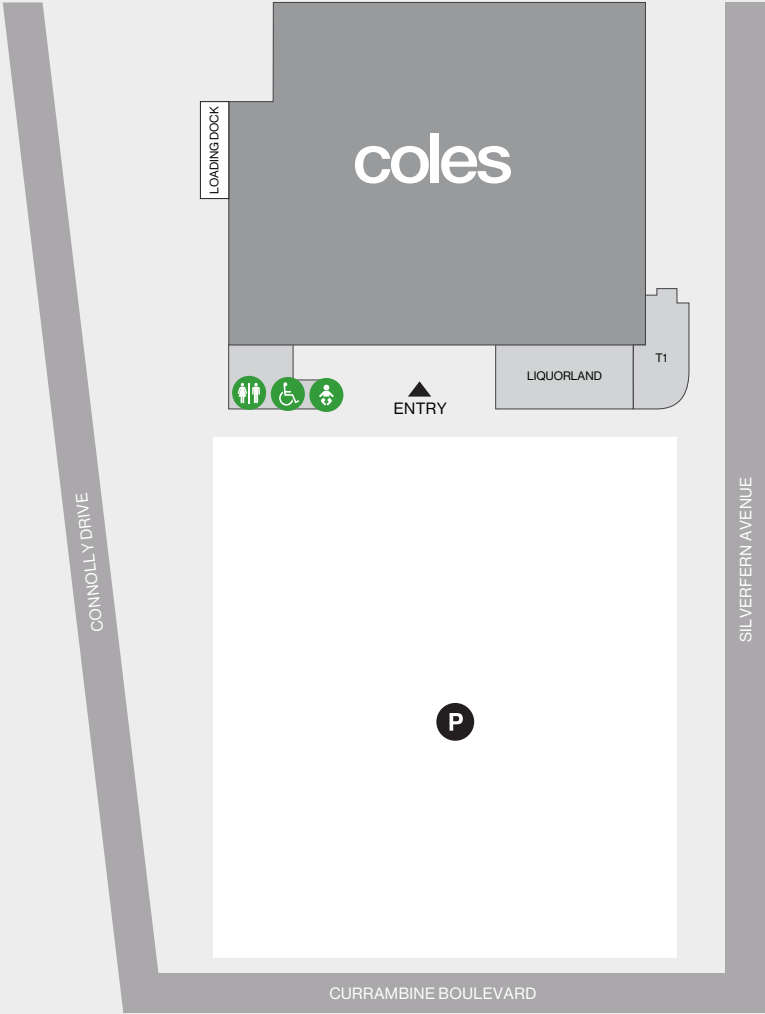 LOADING DOCK
coles
T1
LIQUORLAND
ENTRY
CONNOLLY DRIVE
SILVERFERN AVENUE
P
CURRAMBINE BOULEVARD